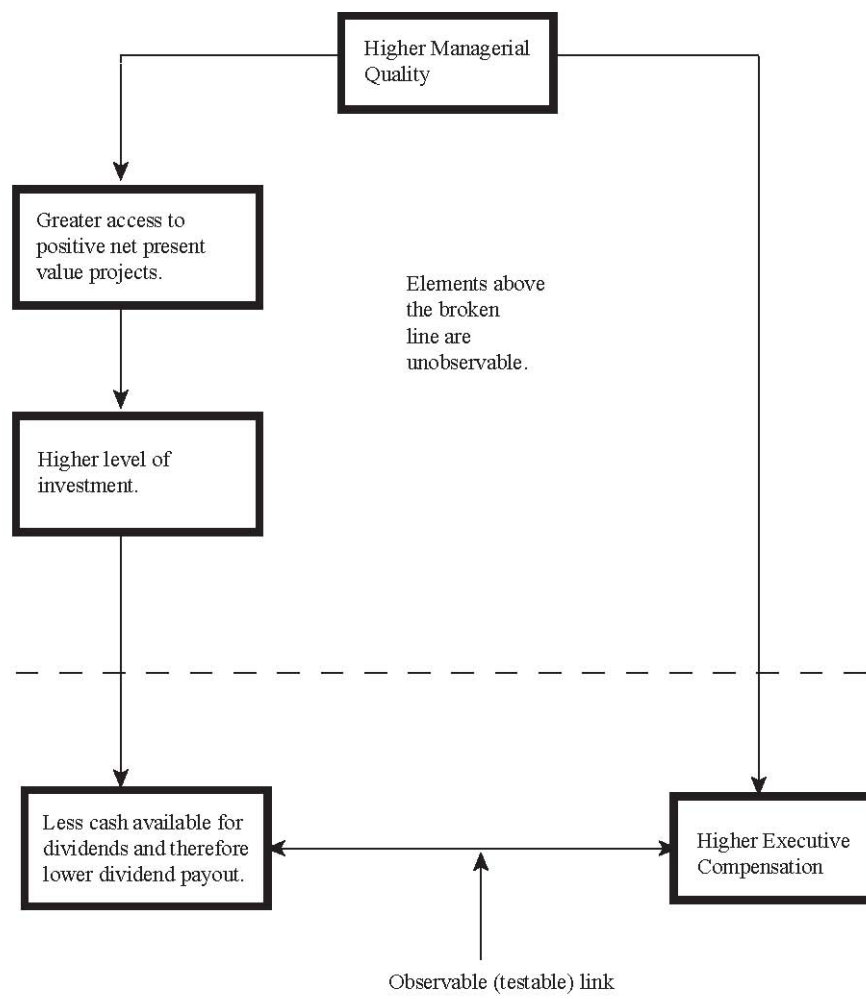 Higher Managerial
Quality
Greater access to
positive net present
value projects.
Elements above
the broken
line are
unobservable.
Higher level of
investment.
Less cash available for
dividends and therefore
lower dividend payout.
Higher Executive
Compensation
Observable (testable) link